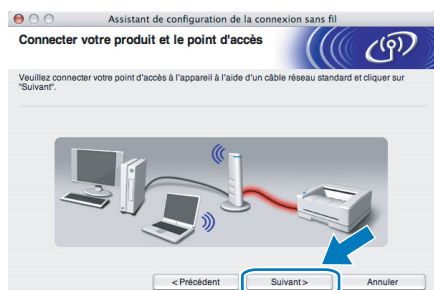 Assistant de configuration de la connexion sans fil
Connecter votre produit et le point d'accès
Veuillez connecter votre point d'accès à l'appareil à l'aide d'un câble réseau standard et cliquer sur
"Suivant".
< Précédent Suivant > Annuler